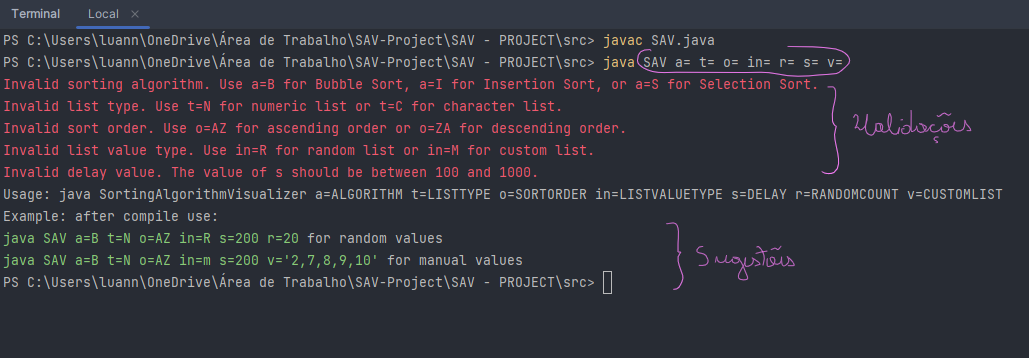 Terminal Local ×
PS C:\Users\luann\OneDrive\Área de Trabalho\SAV-Project\SAV - PROJECT\src> javac SAV.java
PS C:\Users\luann\OneDrive\Área de Trabalho\SAV-Project\SAV - PROJECT\src> java SAV a= t= o= in= r= s= v=
Invalid sorting algorithm. Use a=B for Bubble Sort, a=I for Insertion Sort, or a=S for Selection Sort.
Invalid list type. Use t=N for numeric list or t=C for character list.
Invalid sort order. Use o=AZ for ascending order or o=ZA for descending order.
Validações
Invalid list value type. Use in=R for random list or in=M for custom list.
Invalid delay value. The value of s should be between 100 and 1000.
Usage: java SortingAlgorithmVisualizer a=ALGORITHM t=LISTTYPE o=SORTORDER in=LISTVALUETYPE s=DELAY r=RANDOMCOUNT v=CUSTOMLIST
Example: after compile use:
java SAV a=B t=N o=AZ in=R s=200 r=20 for random values
java SAV a=B t=N o=AZ in=m s=200 v='2,7,8,9,10' for manual values
Sugestões
PS C:\Users\luann\OneDrive\Área de Trabalho\SAV-Project\SAV - PROJECT\src>